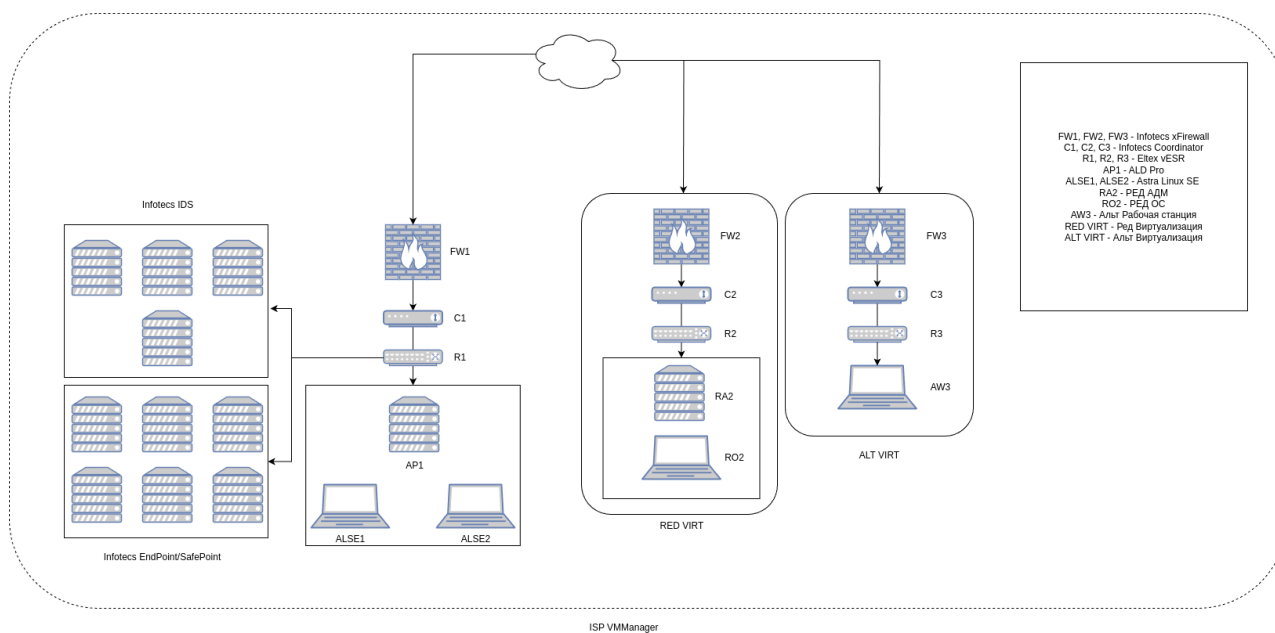 FW1, FW2, FW3 - Infotecs xFirewall
C1, C2, C3 - Infotecs Coordinator
R1, R2, R3 - Eltex vESR
AP1 - ALD Pro
ALSE1, ALSE2 - Astra Linux SE
RA2 - РЕД АДМ
RO2 - РЕД ОС
AW3 - Альт Рабочая станция
RED VIRT - Ред Виртуализация
ALT VIRT - Альт Виртуализация
Infotecs IDS
FW1
FW2
FW3
C1
C2
C3
R1
R2
R3
RA2
AW3
AP1
RO2
ALT VIRT
RED VIRT
ALSE1
ALSE2
Infotecs EndPoint/SafePoint
ISP VMManager